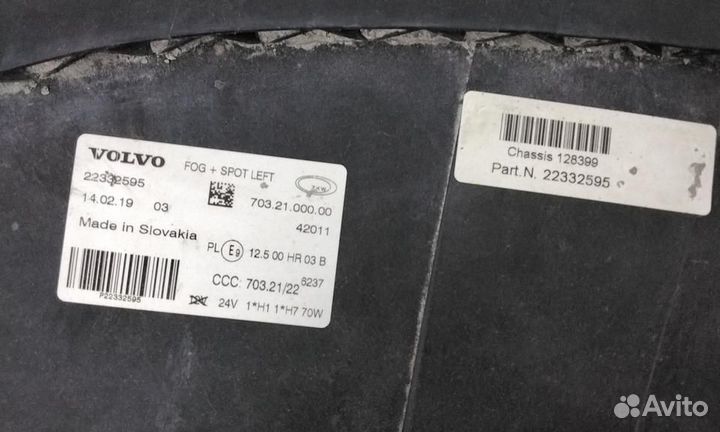 VOLVO FOG + SPOT LEFT
22332595 ZKW
14.02.19 03 703.21.000.00
42011
Made in Slovakia
PL E9 12.5 00 HR 03 B
CCC 703.21/22 6237
P22332595
24V 1*H1 1*H7 70W
Chassis 128399
Part.N. 22332595
Avito